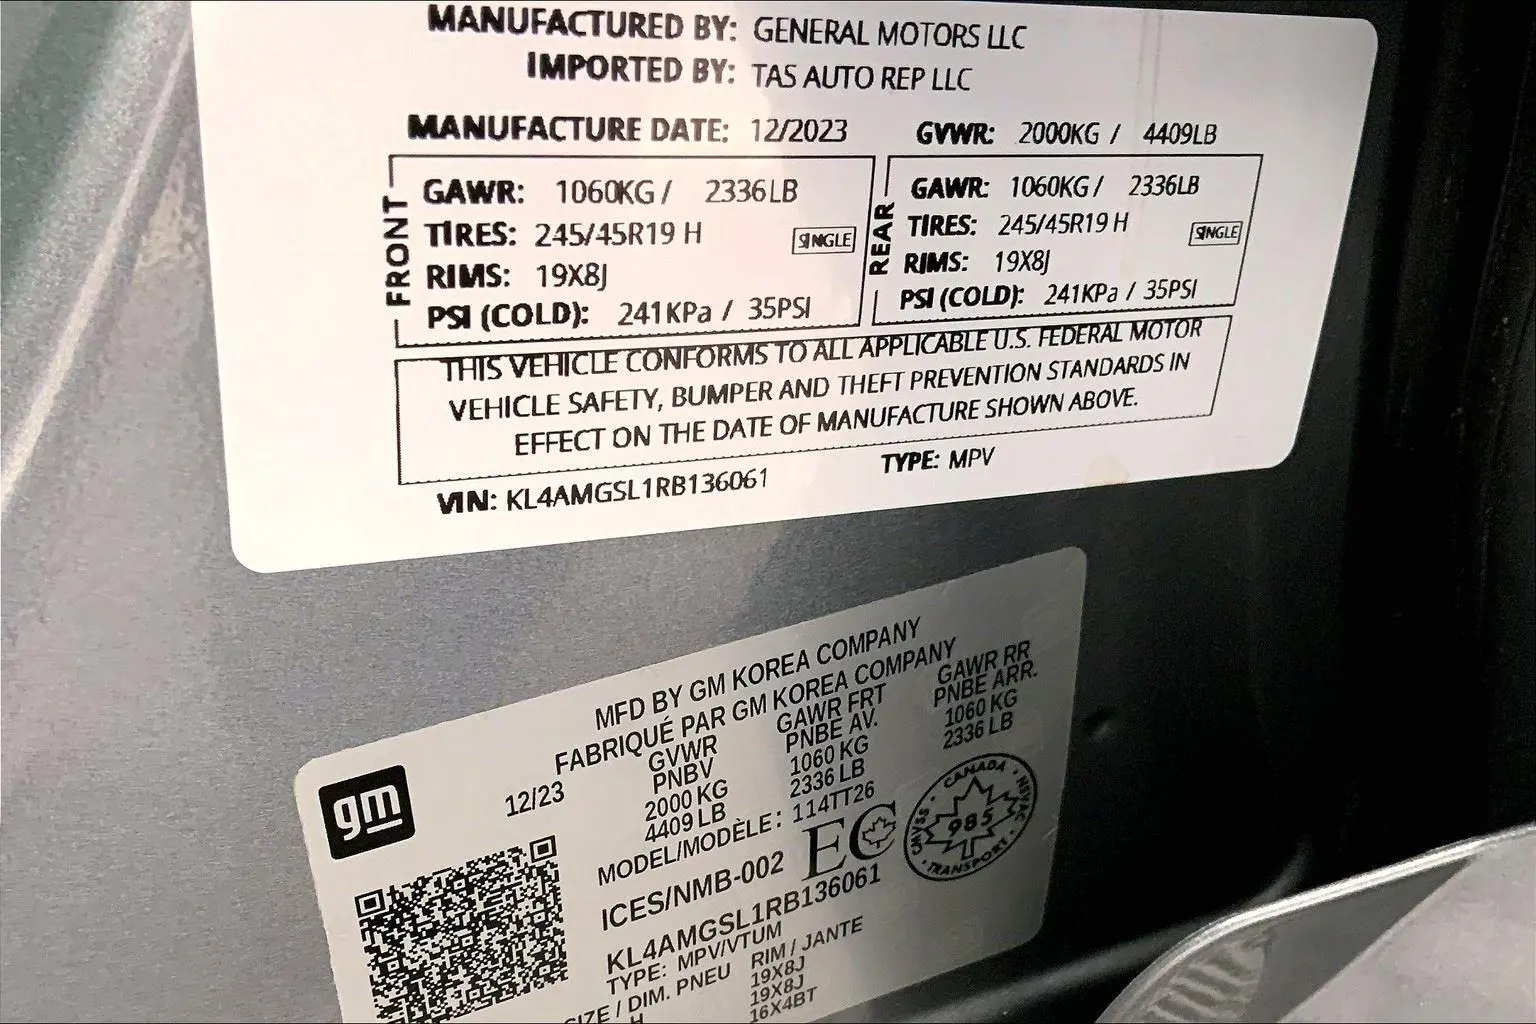 MANUFACTURED BY: GENERAL MOTORS LLC
IMPORTED BY: TAS AUTO REP LLC
MANUFACTURE DATE: 12/2023 GVWR: 2000KG / 4409LB
FRONT
GAWR: 1060KG / 2336LB
TIRES: 245/45R19 H SINGLE
RIMS: 19X8J
PSI (COLD): 241KPa / 35PSI
REAR
GAWR: 1060KG / 2336LB
TIRES: 245/45R19 H SINGLE
RIMS: 19X8J
PSI (COLD): 241KPa / 35PSI
THIS VEHICLE CONFORMS TO ALL APPLICABLE U.S. FEDERAL MOTOR
VEHICLE SAFETY, BUMPER AND THEFT PREVENTION STANDARDS IN
EFFECT ON THE DATE OF MANUFACTURE SHOWN ABOVE.
VIN: KL4AMGSL1RB136061 TYPE: MPV
gm
MFD BY GM KOREA COMPANY
FABRIQUÉ PAR GM KOREA COMPANY
12/23
GVWR
PNBV
2000 KG
4409 LB
GAWR FRT
PNBE AV.
1060 KG
2336 LB
GAWR RR
PNBE ARR.
1060 KG
2336 LB
MODEL/MODÈLE: 114TT26
ICES/NMB-002 EC
CANADA · NSVAC · TRANSPORT · CMVSS
985
KL4AMGSL1RB136061
TYPE: MPV/VTUM
/ DIM. PNEU RIM / JANTE
H 19X8J
19X8J
16X4BT